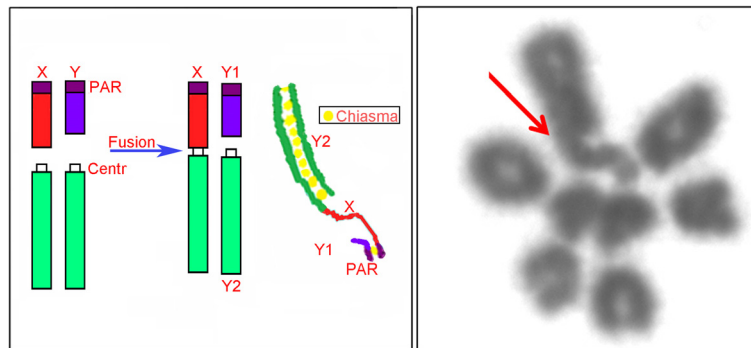 X Y
PAR
Fusion
Centr
X Y1
Y2
Chiasma
Y2
X
Y1
PAR